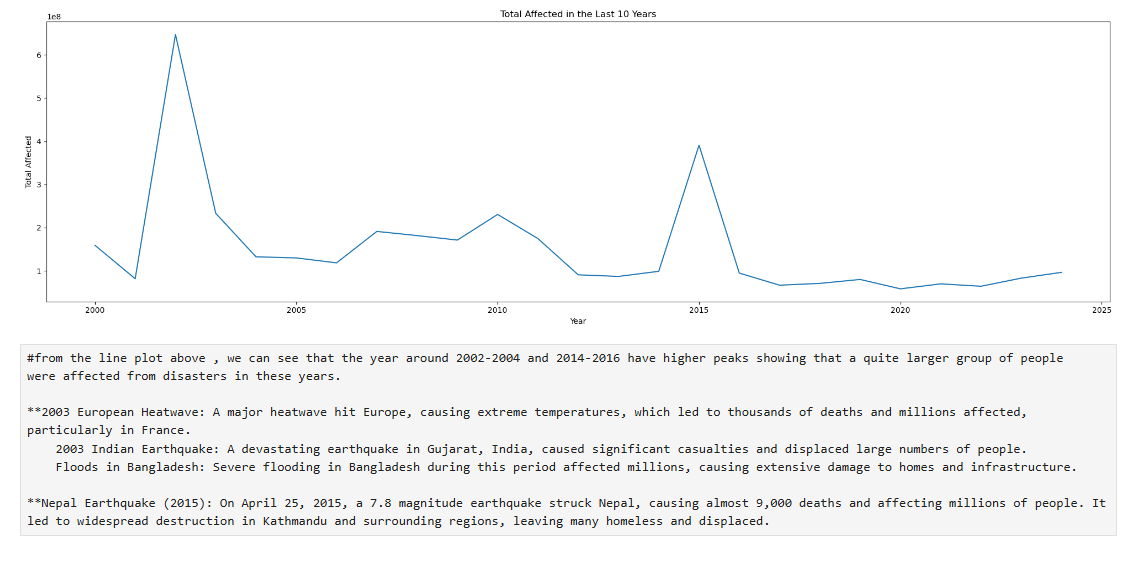 Total Affected in the Last 10 Years
1e8
6
5
4
3
2
1
Total Affected
2000 2005 2010 2015 2020 2025
Year
#from the line plot above , we can see that the year around 2002-2004 and 2014-2016 have higher peaks showing that a quite larger group of people
were affected from disasters in these years.
**2003 European Heatwave: A major heatwave hit Europe, causing extreme temperatures, which led to thousands of deaths and millions affected,
particularly in France.
2003 Indian Earthquake: A devastating earthquake in Gujarat, India, caused significant casualties and displaced large numbers of people.
Floods in Bangladesh: Severe flooding in Bangladesh during this period affected millions, causing extensive damage to homes and infrastructure.
**Nepal Earthquake (2015): On April 25, 2015, a 7.8 magnitude earthquake struck Nepal, causing almost 9,000 deaths and affecting millions of people. It
led to widespread destruction in Kathmandu and surrounding regions, leaving many homeless and displaced.